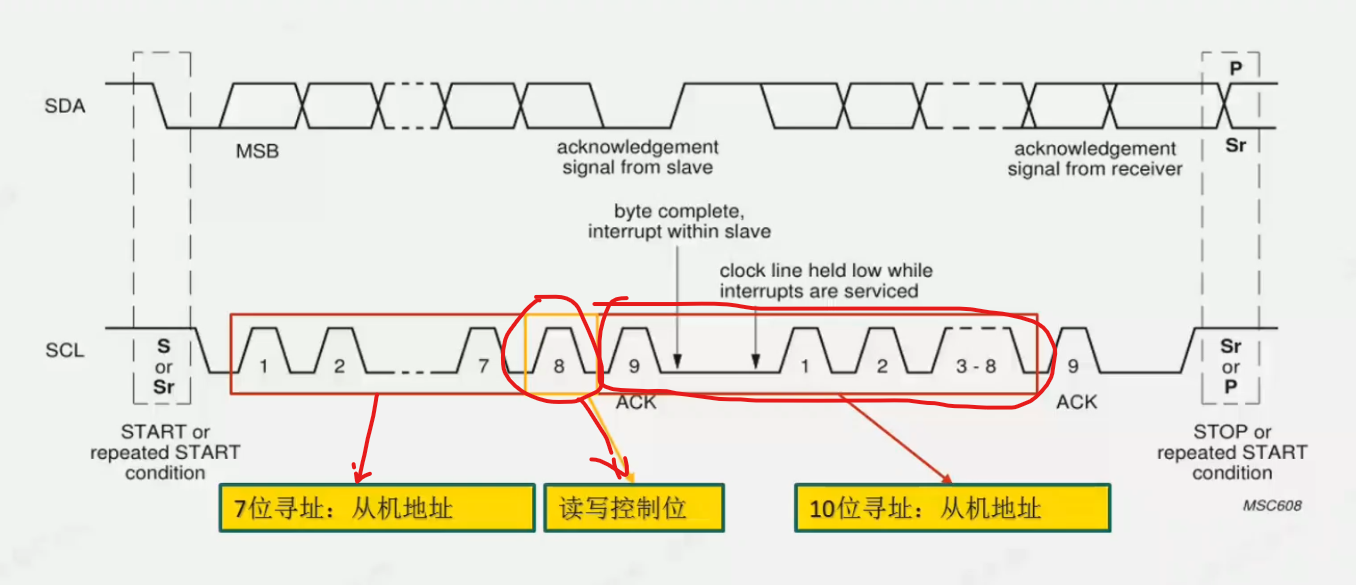 P
SDA
MSB
acknowledgement
signal from slave
acknowledgement
signal from receiver
Sr
byte complete,
interrupt within slave
clock line held low while
interrupts are serviced
SCL
S
or
Sr
1
2
7
8
9
1
2
3 - 8
9
Sr
or
P
ACK
ACK
START or
repeated START
condition
STOP or
repeated START
condition
MSC608
7位寻址：从机地址
读写控制位
10位寻址：从机地址